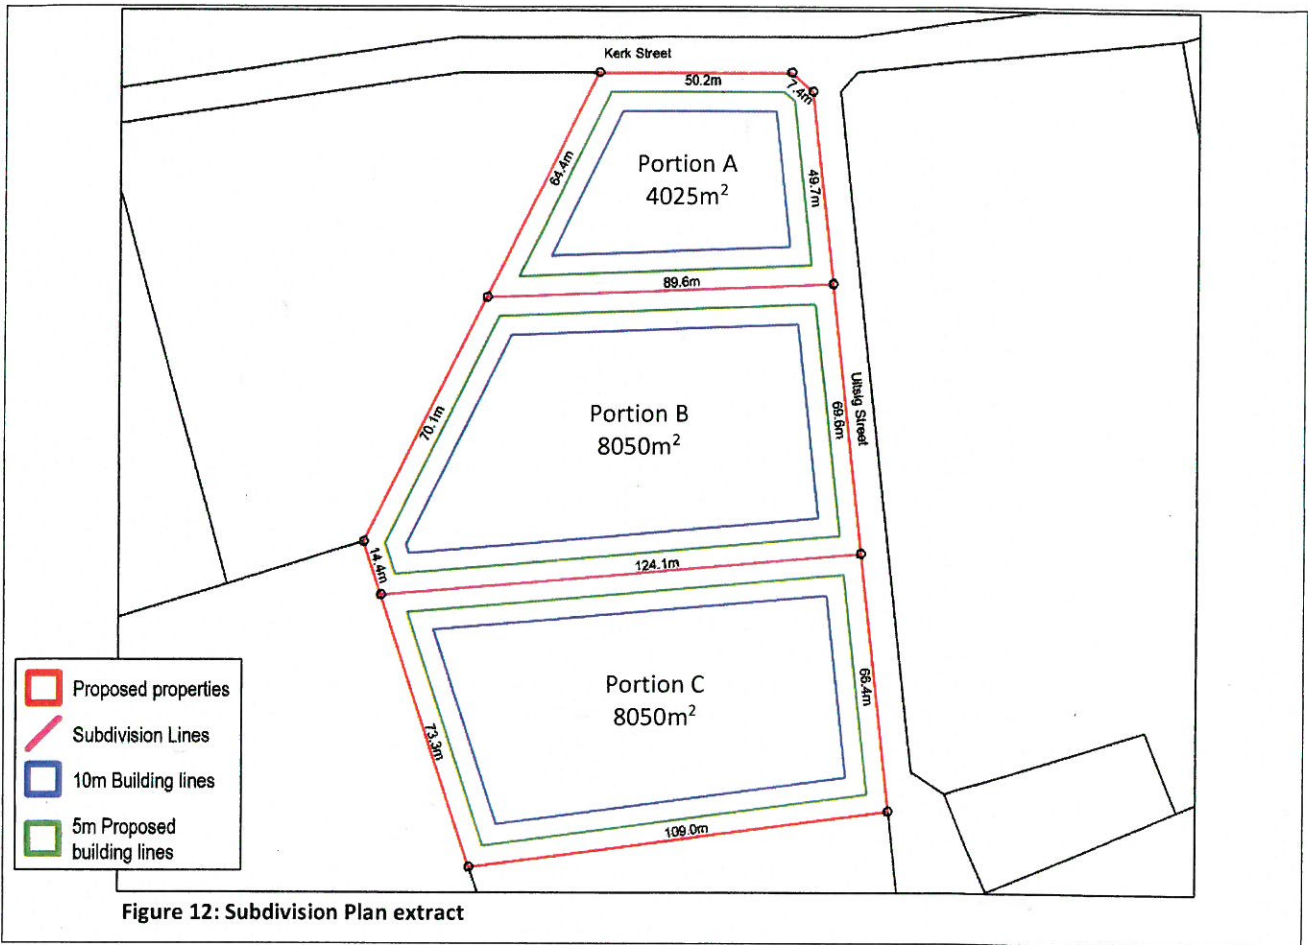 Kerk Street
50.2m
7.4m
64.4m
Portion A
4025m²
49.7m
89.6m
70.1m
Portion B
8050m²
69.6m
Uitsig Street
14.4m
124.1m
Portion C
8050m²
66.4m
73.3m
109.0m
Proposed properties
Subdivision Lines
10m Building lines
5m Proposed
building lines
Figure 12: Subdivision Plan extract